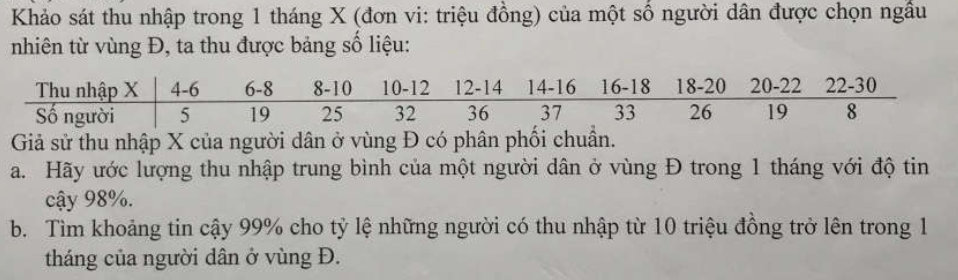 Khảo sát thu nhập trong 1 tháng X (đơn vi: triệu đồng) của một số người dân được chọn ngẫu
nhiên từ vùng Đ, ta thu được bảng số liệu:
Thu nhập X 4-6 6-8 8-10 10-12 12-14 14-16 16-18 18-20 20-22 22-30
Số người 5 19 25 32 36 37 33 26 19 8
Giả sử thu nhập X của người dân ở vùng Đ có phân phối chuẩn.
a. Hãy ước lượng thu nhập trung bình của một người dân ở vùng Đ trong 1 tháng với độ tin
cậy 98%.
b. Tìm khoảng tin cậy 99% cho tỷ lệ những người có thu nhập từ 10 triệu đồng trở lên trong 1
tháng của người dân ở vùng Đ.